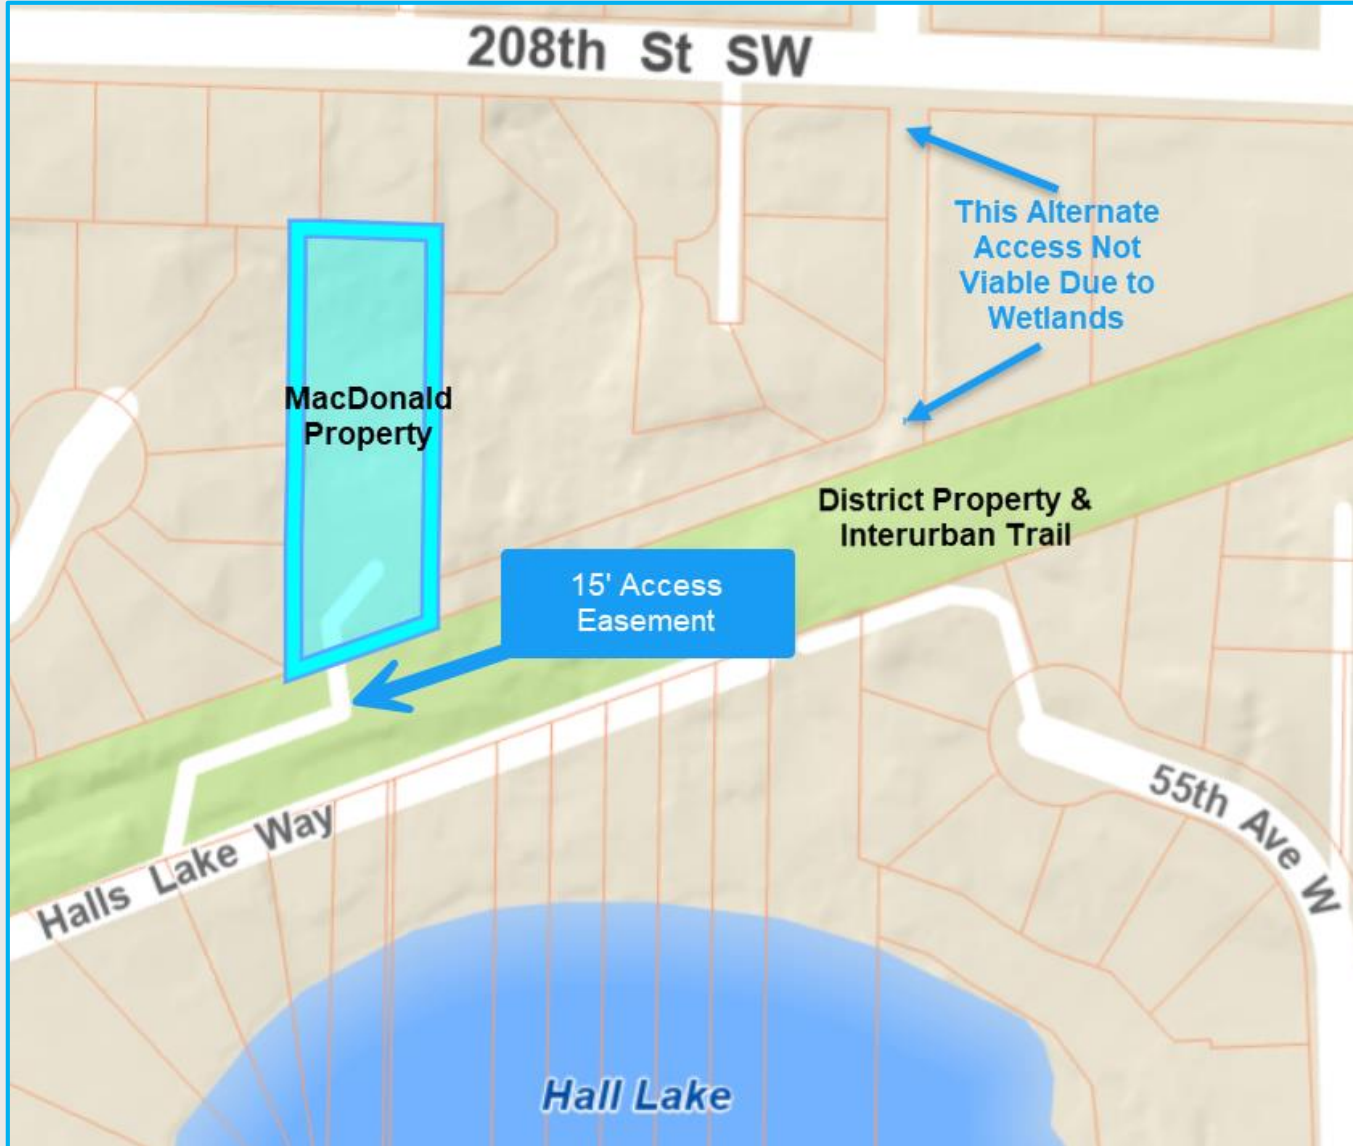 208th St SW
This Alternate
Access Not
Viable Due to
Wetlands
MacDonald
Property
District Property &
Interurban Trail
15' Access
Easement
Halls Lake Way
55th Ave W
Hall Lake